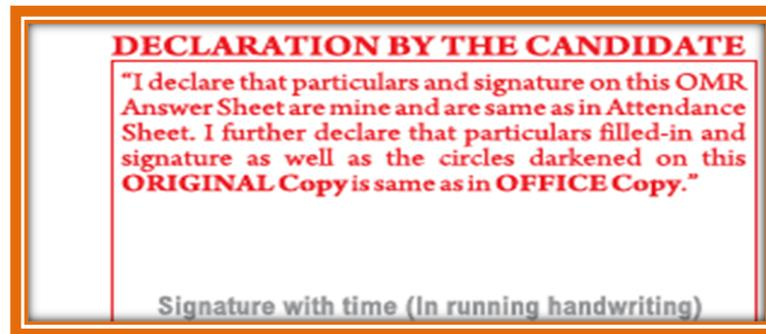 DECLARATION BY THE CANDIDATE
“I declare that particulars and signature on this OMR
Answer Sheet are mine and are same as in Attendance
Sheet. I further declare that particulars filled-in and
signature as well as the circles darkened on this
ORIGINAL Copy is same as in OFFICE Copy.”
Signature with time (In running handwriting)